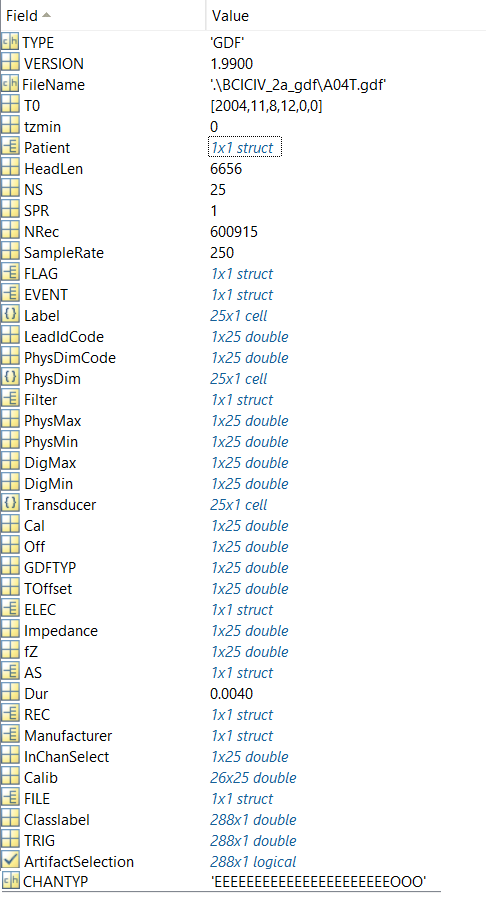 Field Value
TYPE 'GDF'
VERSION 1.9900
FileName '.\BCICIV_2a_gdf\A04T.gdf'
T0 [2004,11,8,12,0,0]
tzmin 0
Patient 1x1 struct
HeadLen 6656
NS 25
SPR 1
NRec 600915
SampleRate 250
FLAG 1x1 struct
EVENT 1x1 struct
Label 25x1 cell
LeadIdCode 1x25 double
PhysDimCode 1x25 double
PhysDim 25x1 cell
Filter 1x1 struct
PhysMax 1x25 double
PhysMin 1x25 double
DigMax 1x25 double
DigMin 1x25 double
Transducer 25x1 cell
Cal 1x25 double
Off 1x25 double
GDFTYP 1x25 double
TOffset 1x25 double
ELEC 1x1 struct
Impedance 1x25 double
fZ 1x25 double
AS 1x1 struct
Dur 0.0040
REC 1x1 struct
Manufacturer 1x1 struct
InChanSelect 1x25 double
Calib 26x25 double
FILE 1x1 struct
Classlabel 288x1 double
TRIG 288x1 double
ArtifactSelection 288x1 logical
CHANTYP 'EEEEEEEEEEEEEEEEEEEEEEOOO'